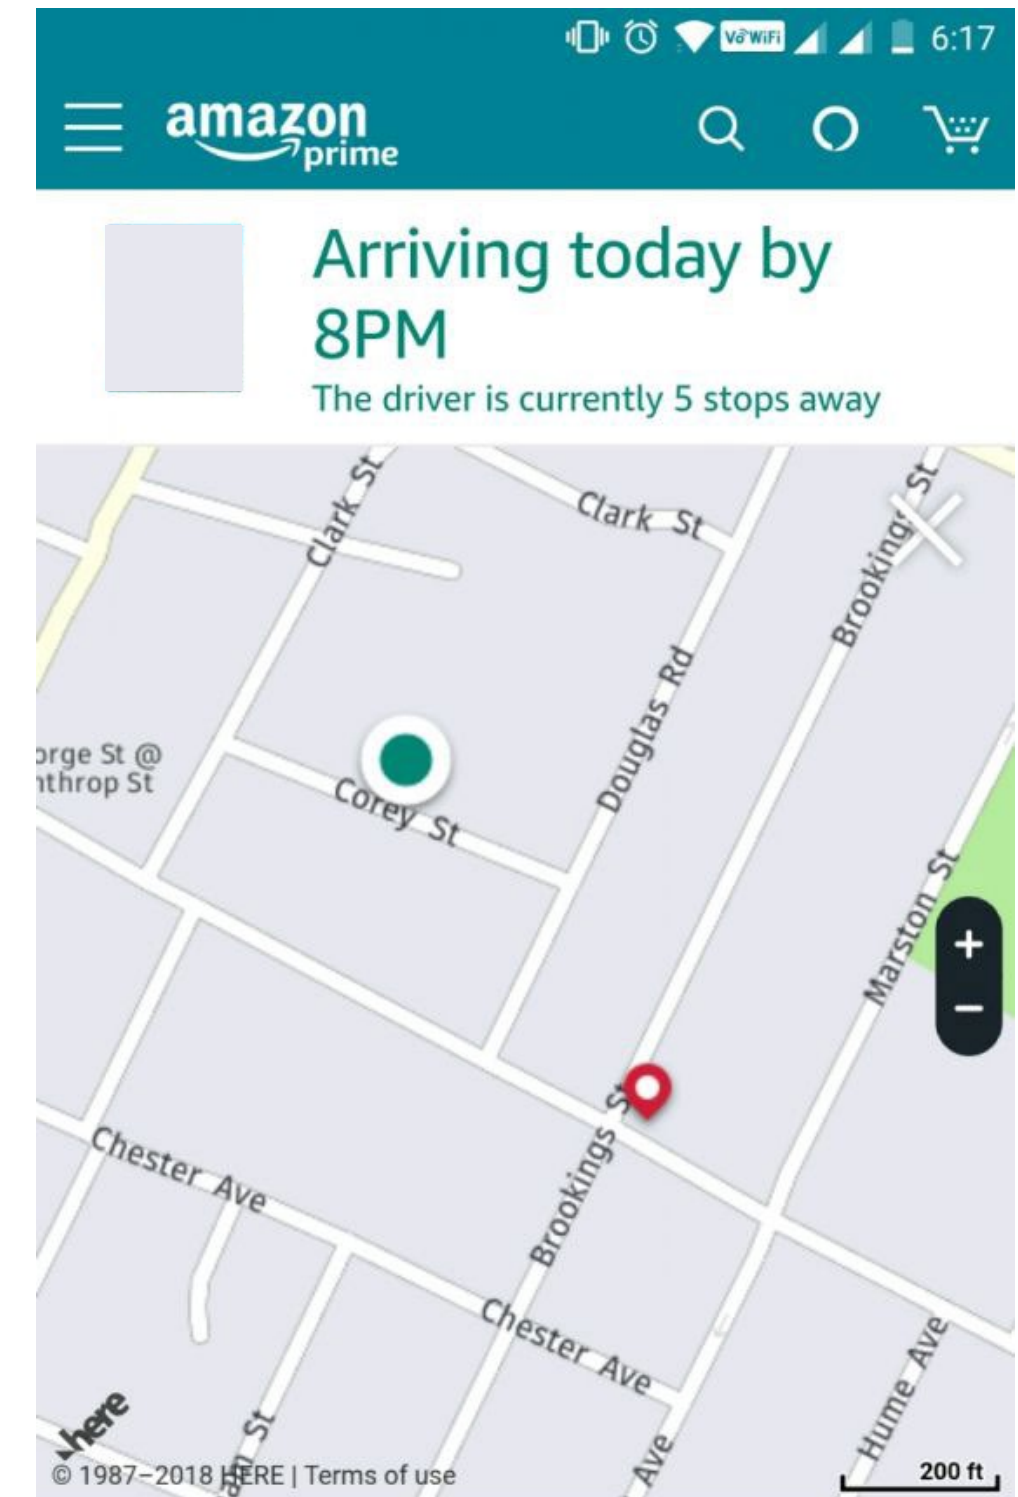 VoWiFi 6:17
amazon
prime
Arriving today by
8PM
The driver is currently 5 stops away
Clark St
Clark St
Brookings St
Douglas Rd
orge St @
nthrop St
Corey St
Marston St
+
−
Brookings St
Chester Ave
Chester Ave
Hume Ave
St
Ave
here
© 1987–2018 HERE | Terms of use
200 ft